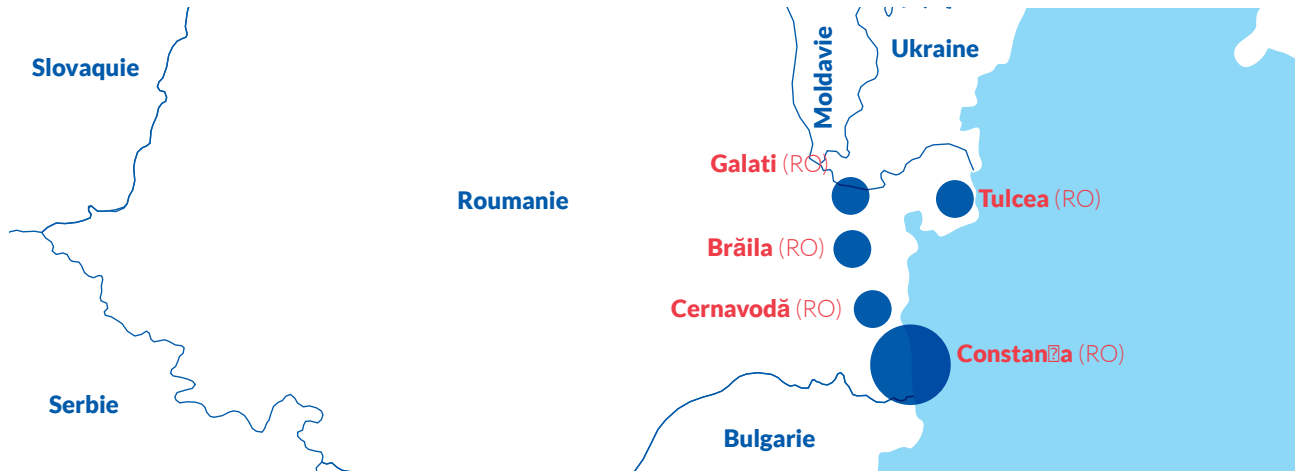 Slovaquie
Moldavie
Ukraine
Galati (RO)
Roumanie
Tulcea (RO)
Brăila (RO)
Cernavodă (RO)
Constan⍰a (RO)
Serbie
Bulgarie